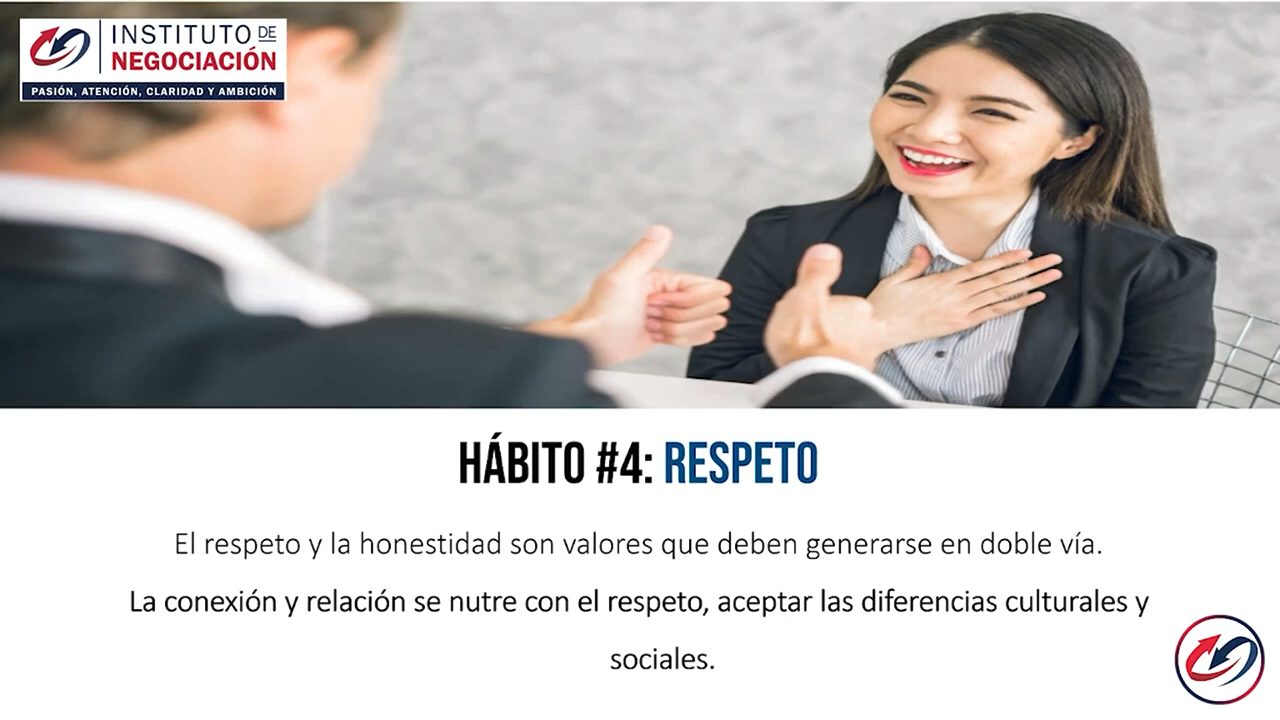 INSTITUTO DE
NEGOCIACIÓN
PASIÓN, ATENCIÓN, CLARIDAD Y AMBICIÓN
HÁBITO #4: RESPETO
El respeto y la honestidad son valores que deben generarse en doble vía.
La conexión y relación se nutre con el respeto, aceptar las diferencias culturales y
sociales.